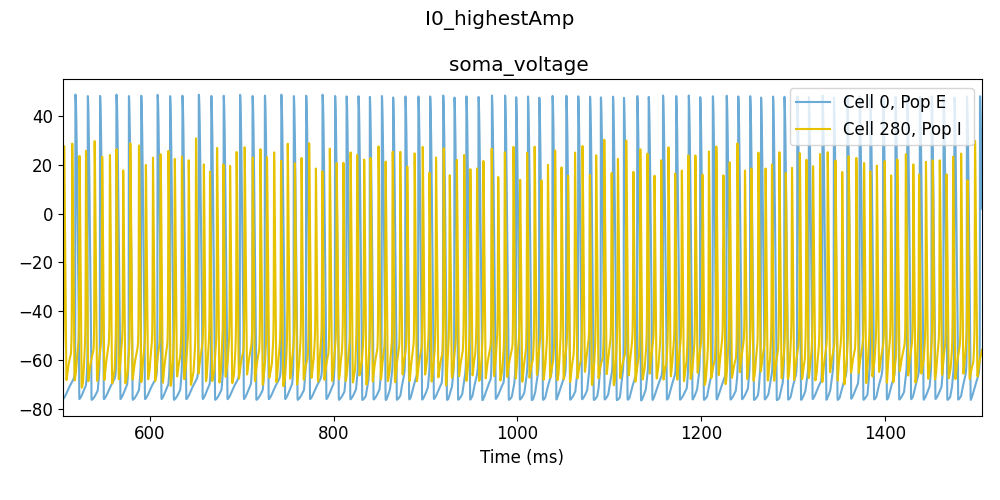 I0_highestAmp
soma_voltage
Cell 0, Pop E
Cell 280, Pop I
40
20
0
−20
−40
−60
−80
600
800
1000
1200
1400
Time (ms)